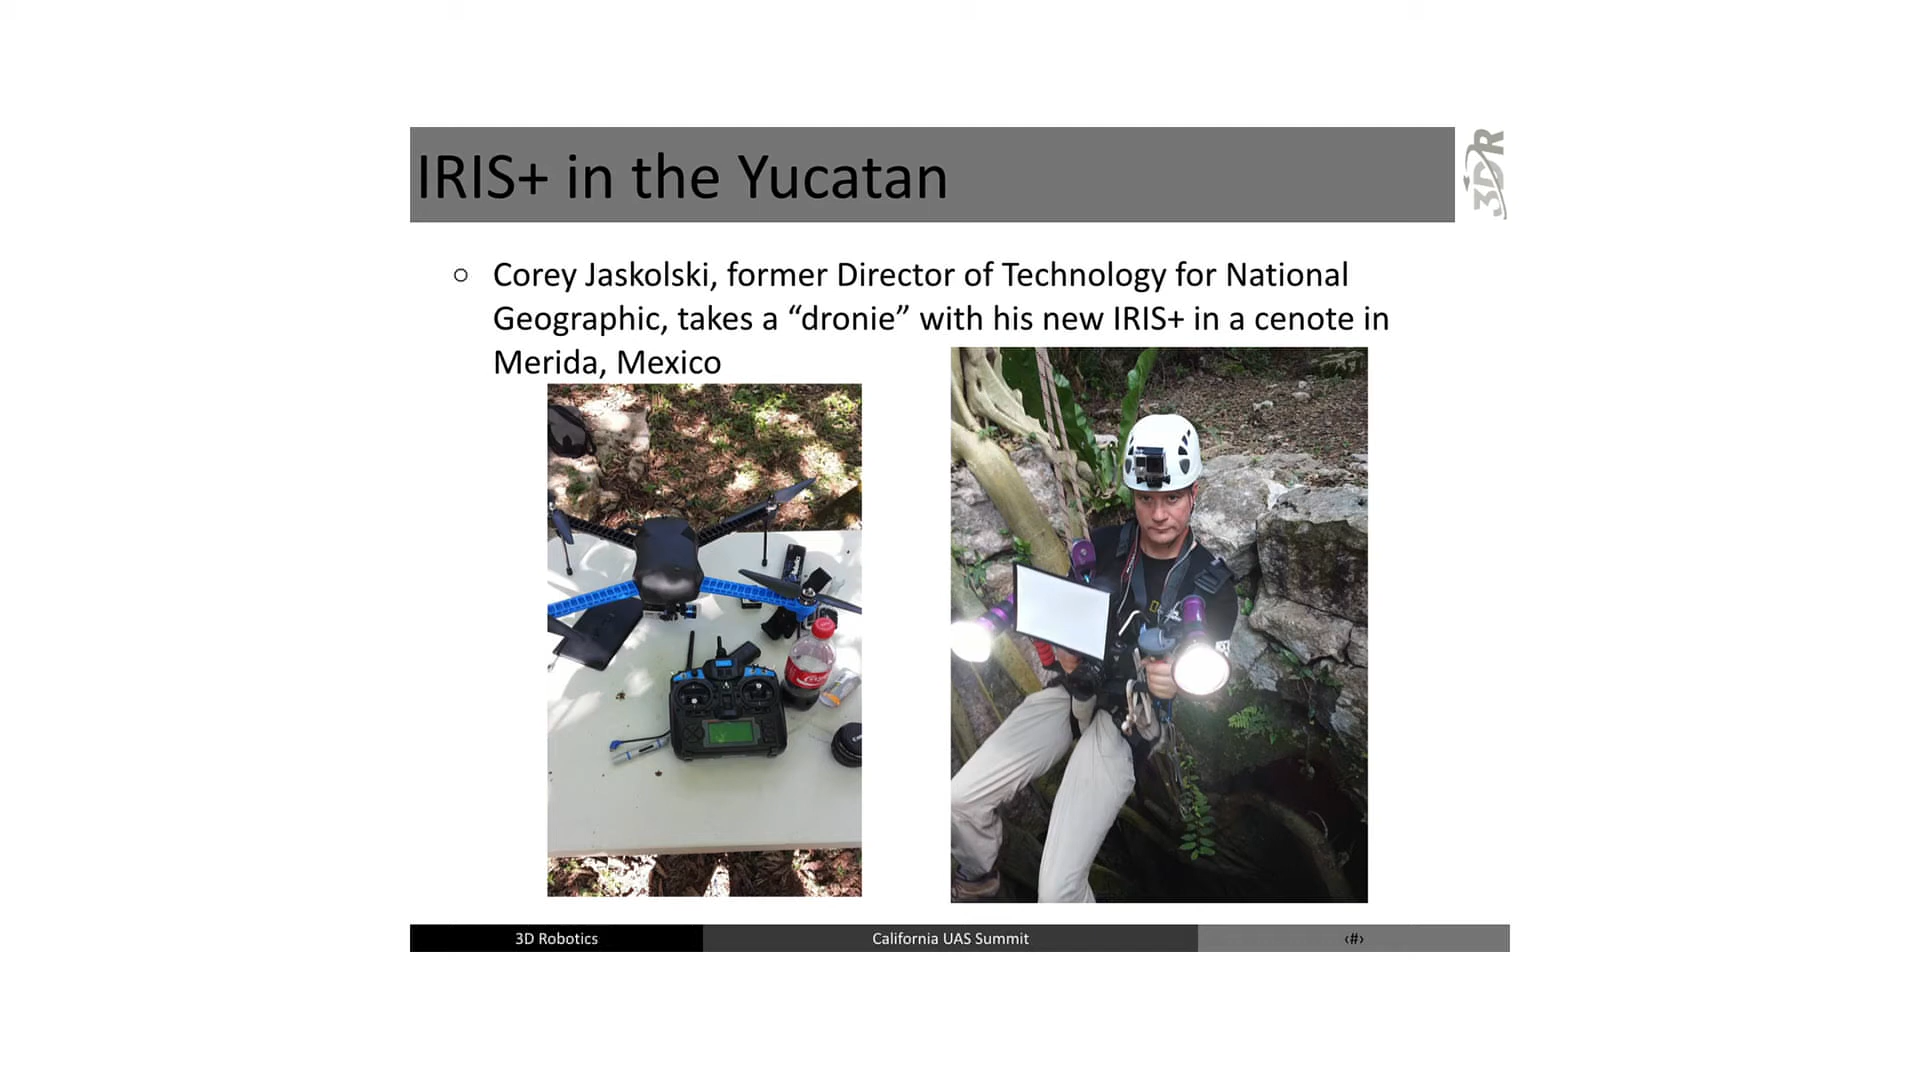 IRIS+ in the Yucatan
3DR
○ Corey Jaskolski, former Director of Technology for National
Geographic, takes a “dronie” with his new IRIS+ in a cenote in
Merida, Mexico
3D Robotics
California UAS Summit
‹#›